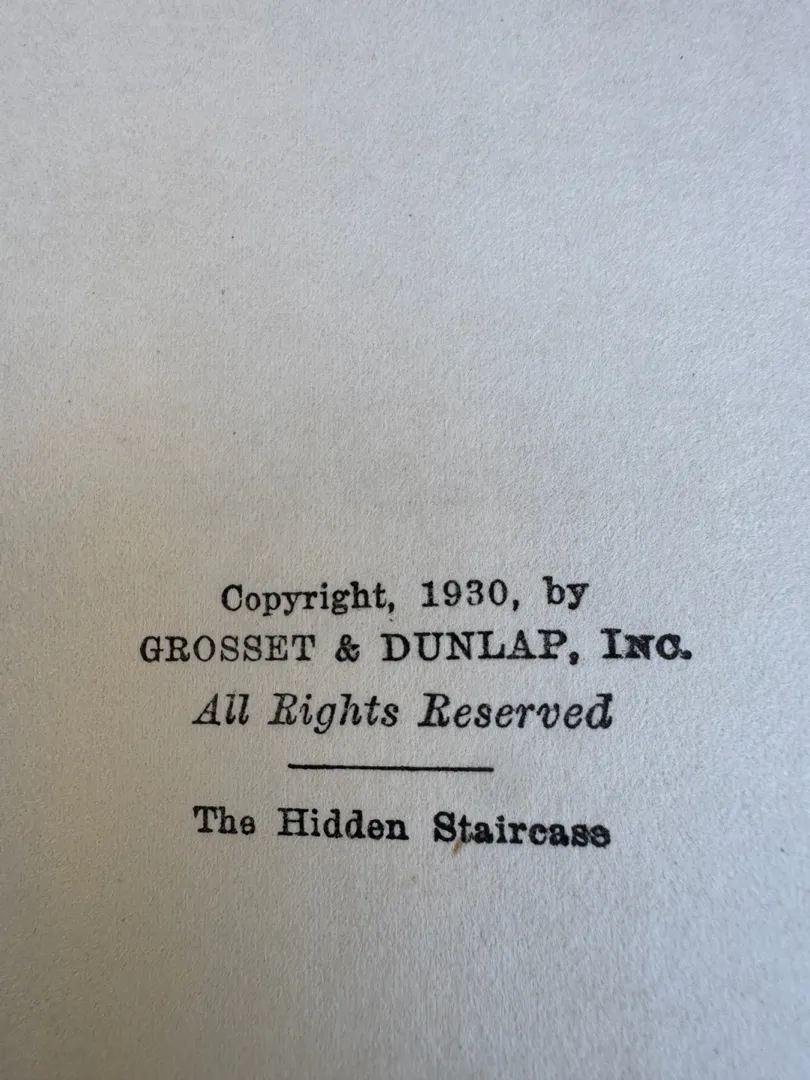 Copyright, 1930, by
GROSSET & DUNLAP, INC.
All Rights Reserved
The Hidden Staircase